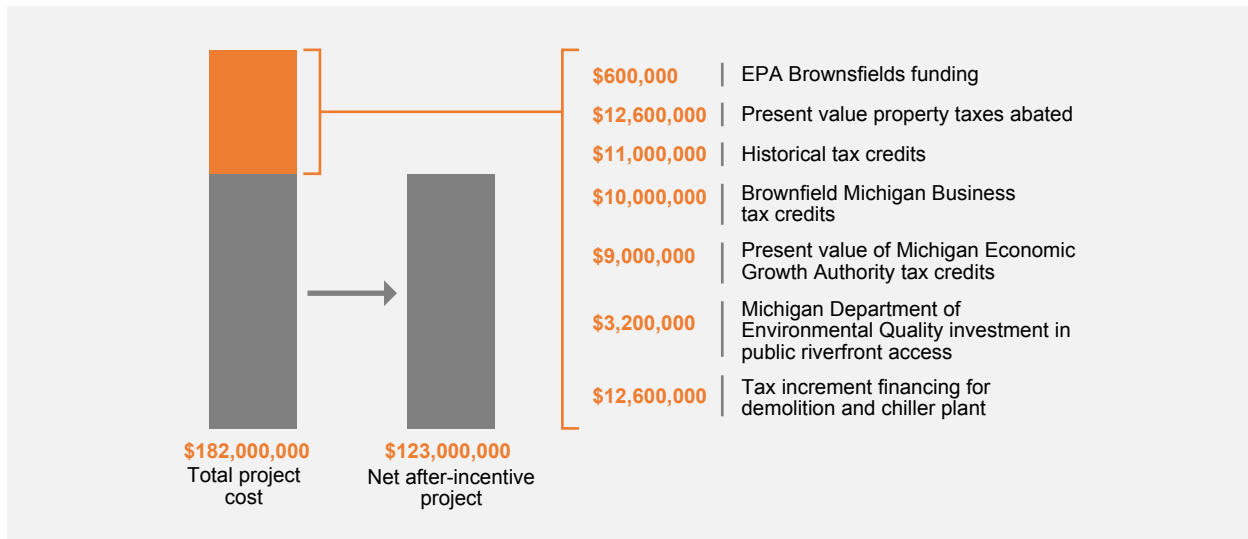 $600,000
EPA Brownsfields funding
$12,600,000
Present value property taxes abated
$11,000,000
Historical tax credits
$10,000,000
Brownfield Michigan Business
tax credits
$9,000,000
Present value of Michigan Economic
Growth Authority tax credits
$3,200,000
Michigan Department of
Environmental Quality investment in
public riverfront access
$12,600,000
Tax increment financing for
demolition and chiller plant
$182,000,000
Total project
cost
$123,000,000
Net after-incentive
project